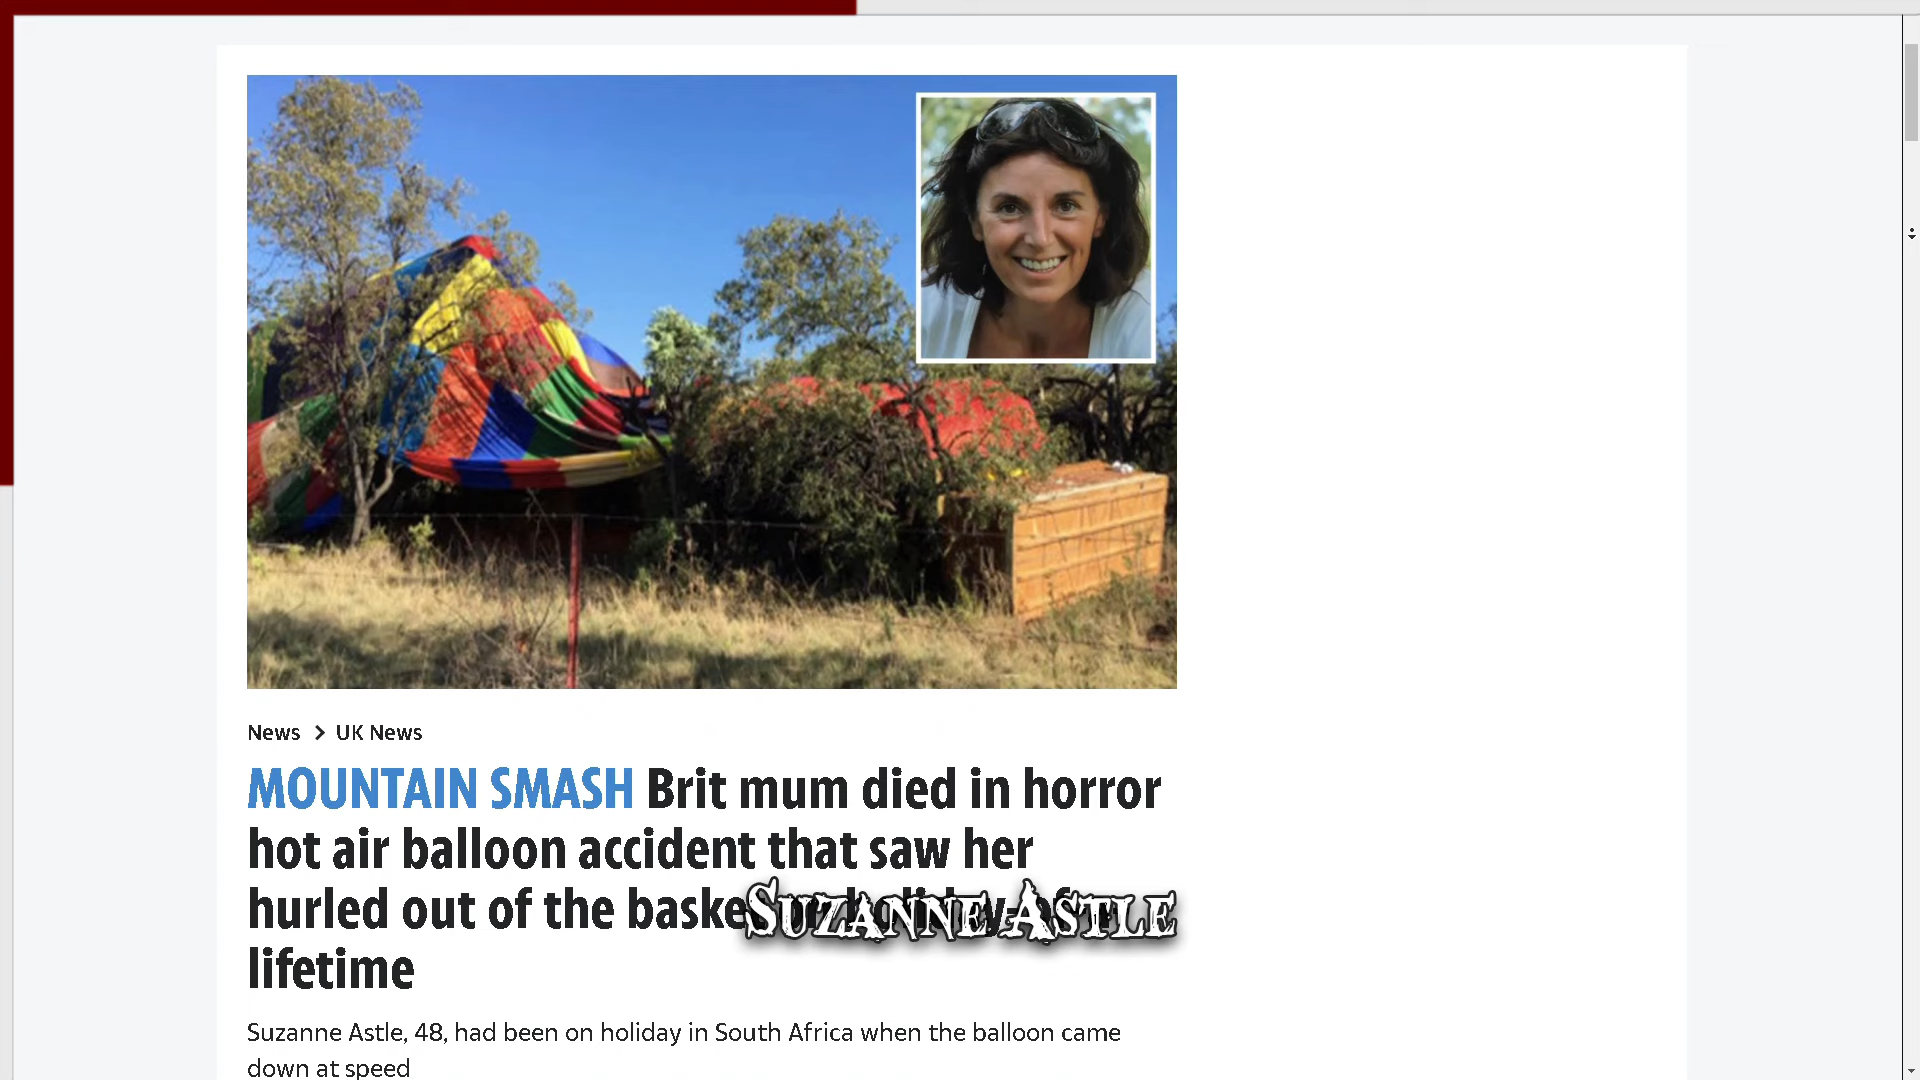 News > UK News
MOUNTAIN SMASH Brit mum died in horror
hot air balloon accident that saw her
hurled out of the basket
Suzanne Astle
lifetime
Suzanne Astle, 48, had been on holiday in South Africa when the balloon came
down at speed